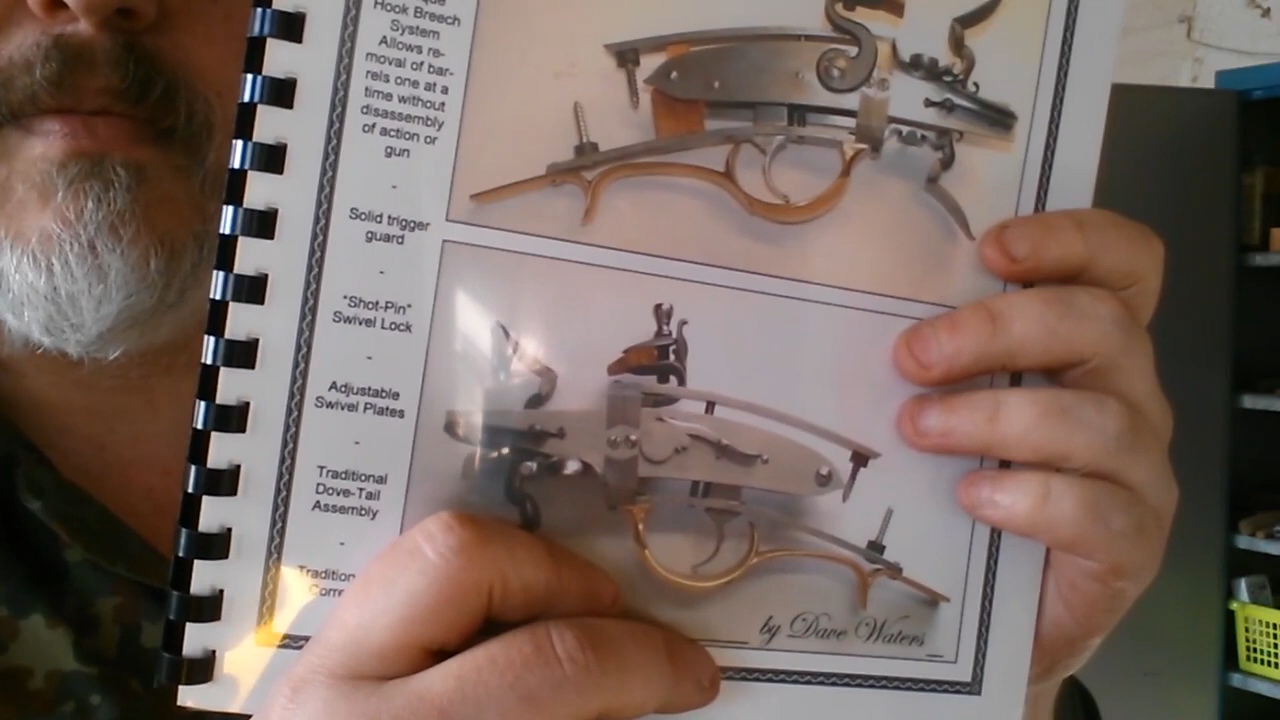 Hook Breech
System
Allows re-
moval of bar-
rels one at a
time without
disassembly
of action or
gun
-
Solid trigger
guard
-
"Shot-Pin"
Swivel Lock
-
Adjustable
Swivel Plates
-
Traditional
Dove-Tail
Assembly
-
by Dave Waters